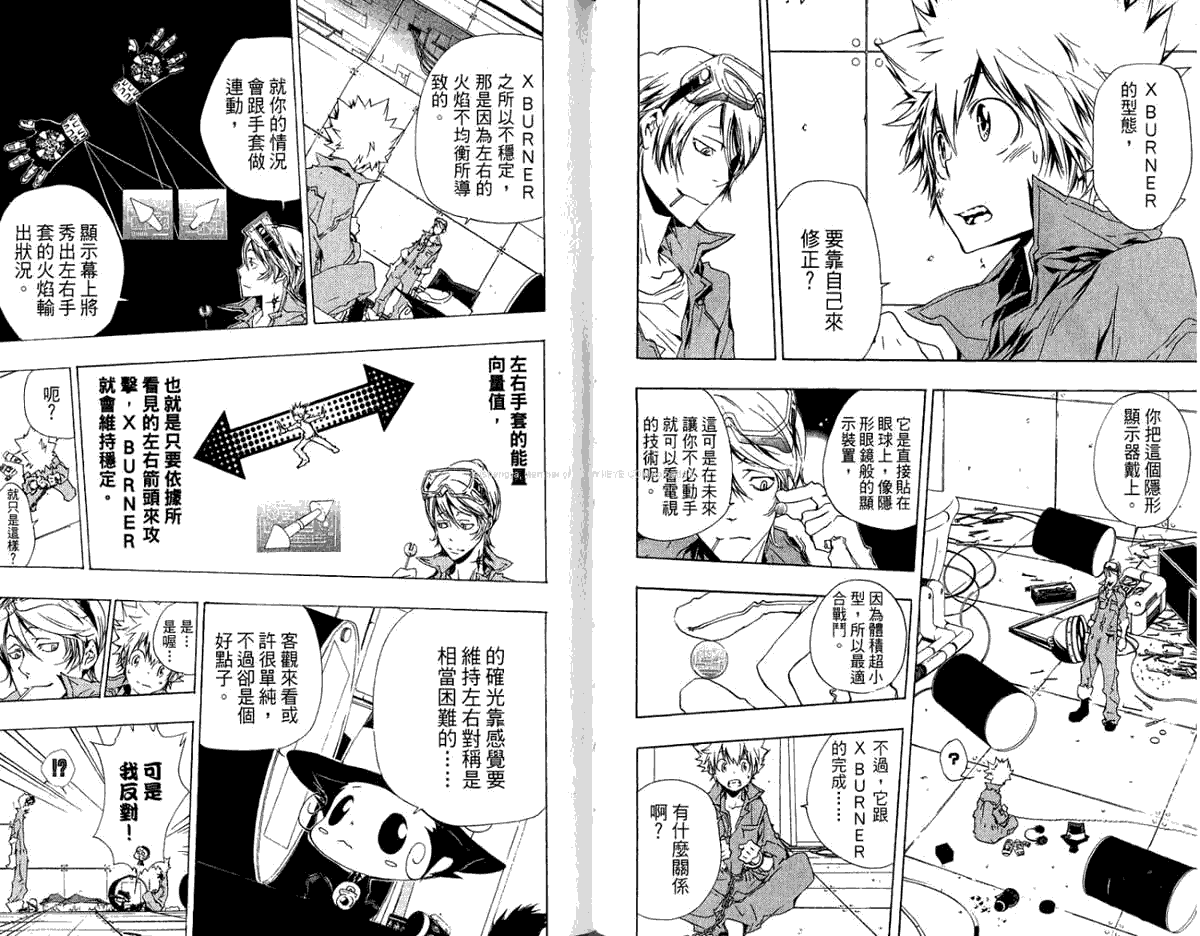 X BURNER
的型態，
要靠自己來
修正？
你把這個隱形
顯示器戴上。
它是直接貼在
眼球上，像隱
形眼鏡般的顯
示裝置，
這可是在未來
讓你不必動手
就可以看電視
的技術呢。
因為體積超小
型，所以最適
合戰鬥。
?
不過，它跟
X BURNER
的完成……
有什麼關係
啊？
X BURNER
之所以不穩定，
那是因為左右的
火焰不均衡所導
致的。
就你的情況
會跟手套做
連動，
顯示幕上將
秀出左右手
套的火焰輸
出狀況。
左右手套的能量
向量值，
也就是只要依據所
看見的左右箭頭來攻
擊，X BURNER
就會維持穩定。
呃？
就只是這樣？
的確光靠感覺要
維持左右對稱是
相當困難的……
客觀來看或
許很單純，
不過卻是個
好點子。
是…
是喔…
可是
我反對！
!?